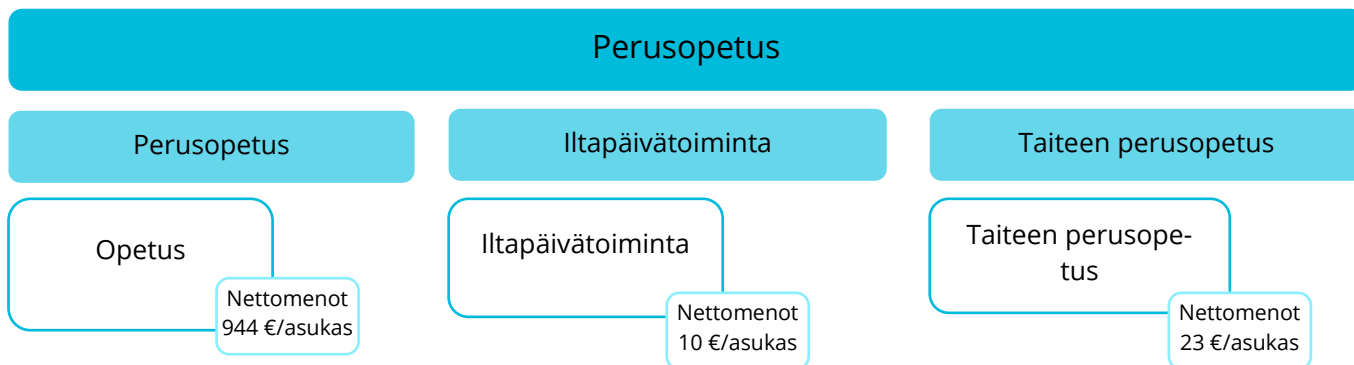 Perusopetus
Perusopetus
Iltapäivätoiminta
Taiteen perusopetus
Opetus
Nettomenot
944 €/asukas
Iltapäivätoiminta
Nettomenot
10 €/asukas
Taiteen perusope-
tus
Nettomenot
23 €/asukas